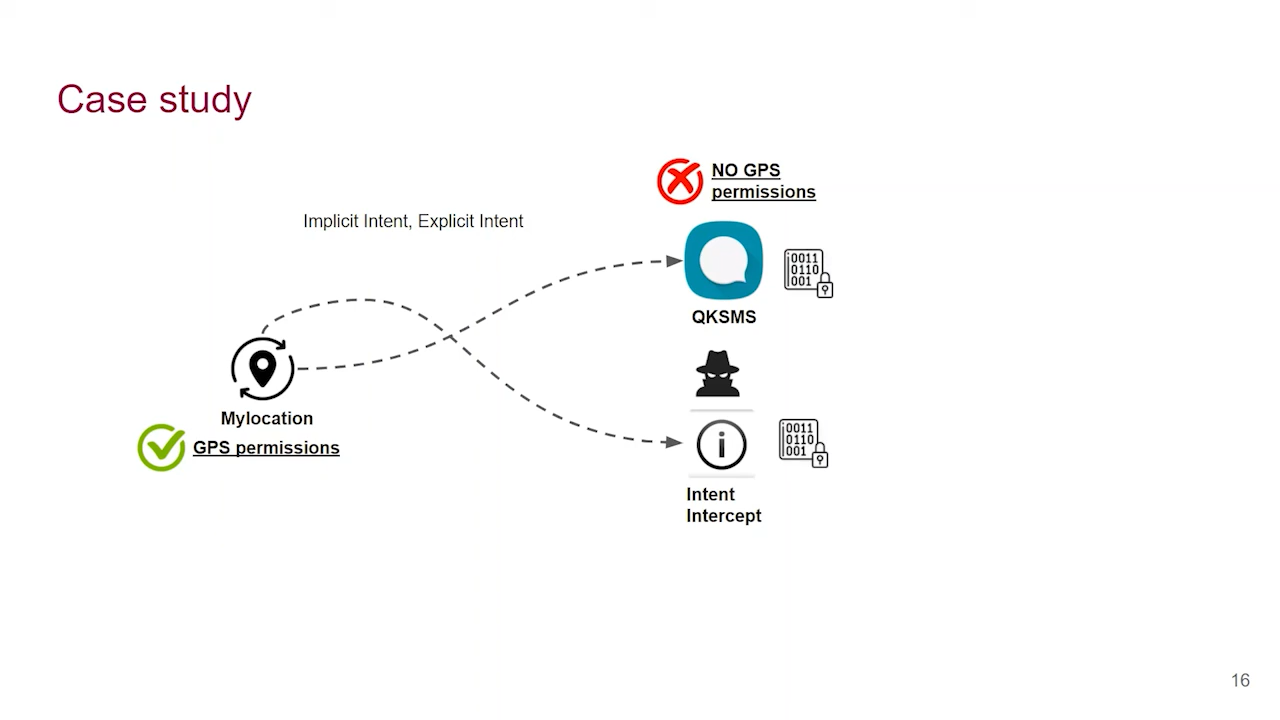 Case study
NO GPS
permissions
Implicit Intent, Explicit Intent
0011
0110
001
QKSMS
Mylocation
GPS permissions
0011
0110
001
i
Intent
Intercept
16